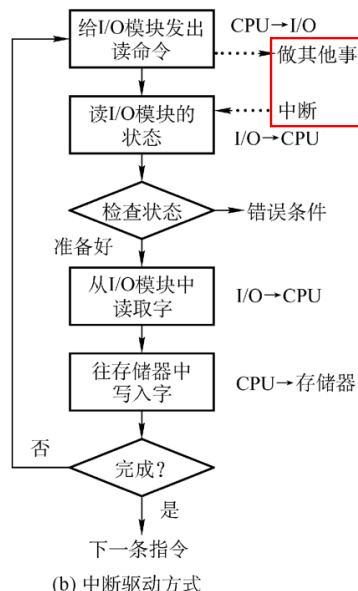 给I/O模块发出
读命令
CPU→I/O
做其他事
读I/O模块的
状态
中断
I/O→CPU
检查状态
错误条件
准备好
从I/O模块中
读取字
I/O→CPU
往存储器中
写入字
CPU→存储器
否
完成?
是
下一条指令
(b) 中断驱动方式